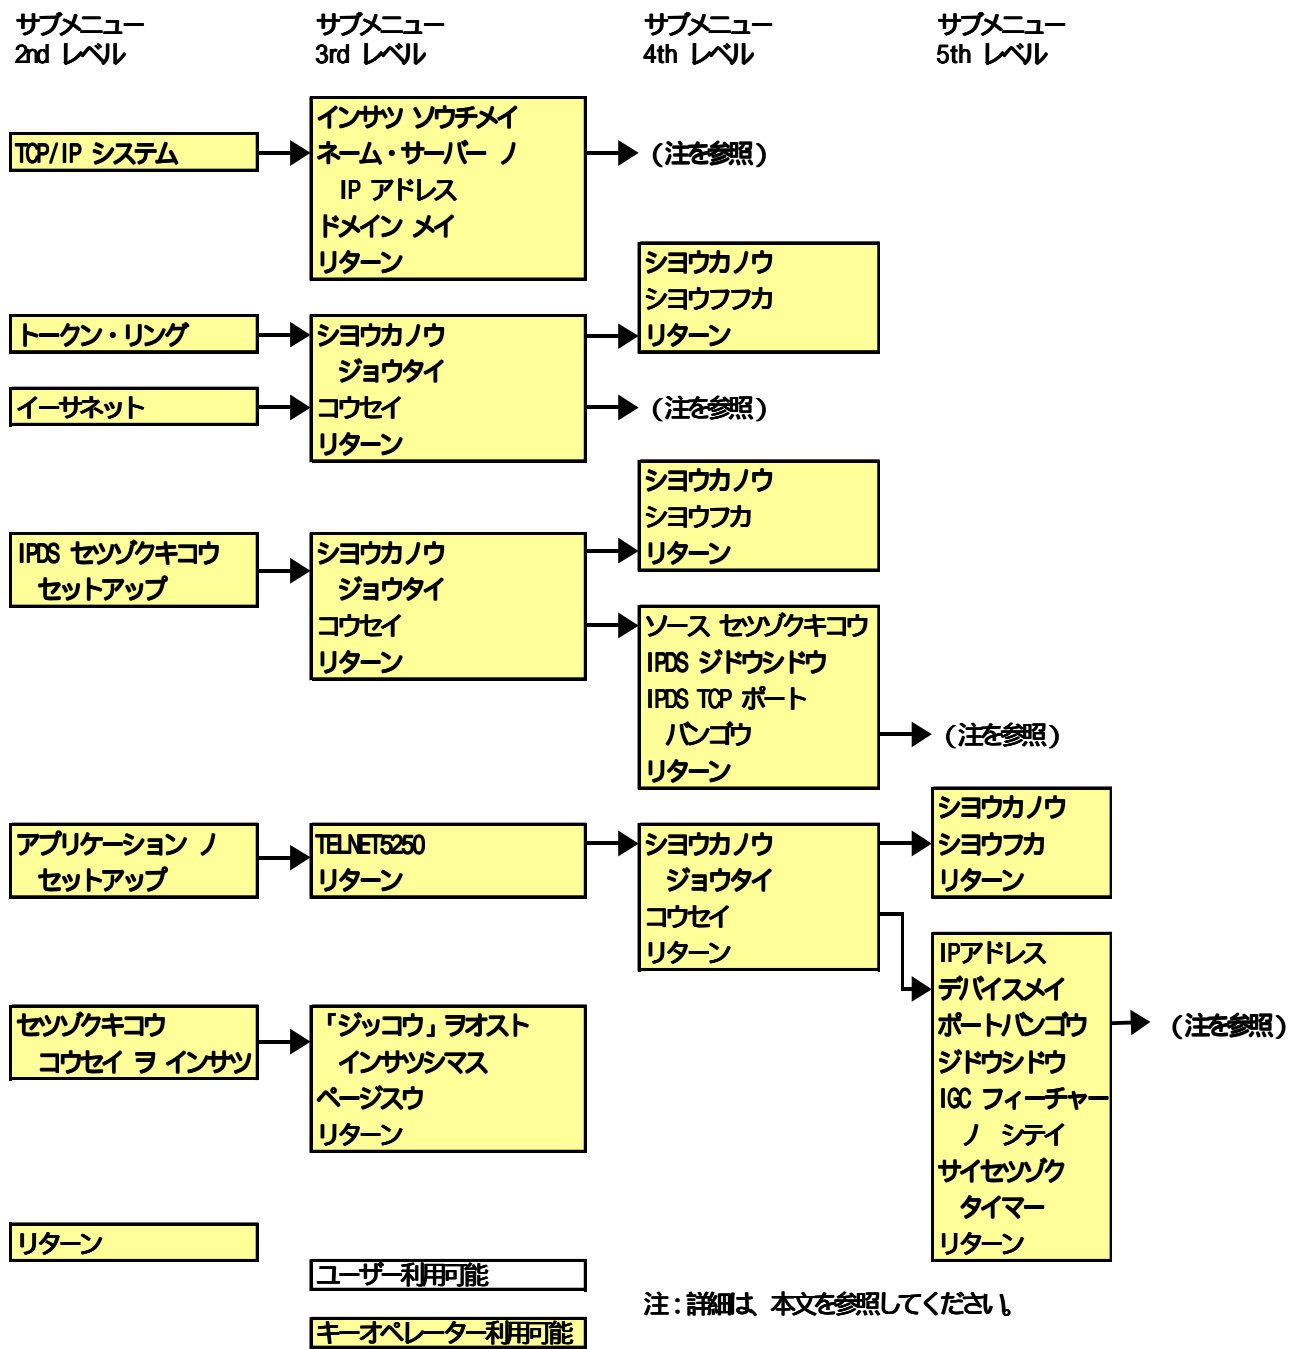 サブメニュー
2nd レベル
サブメニュー
3rd レベル
サブメニュー
4th レベル
サブメニュー
5th レベル
TCP/IP システム
インサツ ソウチメイ
ネーム・サーバー ノ
IP アドレス
ドメイン メイ
リターン
(注を参照)
トークン・リング
イーサネット
シヨウカノウ
ジョウタイ
コウセイ
リターン
シヨウカノウ
シヨウフフカ
リターン
(注を参照)
IPDS セツゾクキコウ
セットアップ
シヨウカノウ
ジョウタイ
コウセイ
リターン
シヨウカノウ
シヨウフカ
リターン
ソース セツゾクキコウ
IPDS ジドウシドウ
IPDS TCP ポート
バンゴウ
リターン
(注を参照)
アプリケーション ノ
セットアップ
TELNET5250
リターン
シヨウカノウ
ジョウタイ
コウセイ
リターン
シヨウカノウ
シヨウフカ
リターン
IPアドレス
デバイスメイ
ポートバンゴウ
ジドウシドウ
IGC フィーチャー
ノ シテイ
サイセツゾク
タイマー
リターン
(注を参照)
セツゾクキコウ
コウセイ ヲ インサツ
「ジッコウ」ヲオスト
インサツシマス
ページスウ
リターン
リターン
ユーザー利用可能
キーオペレーター利用可能
注：詳細は、本文を参照してください。